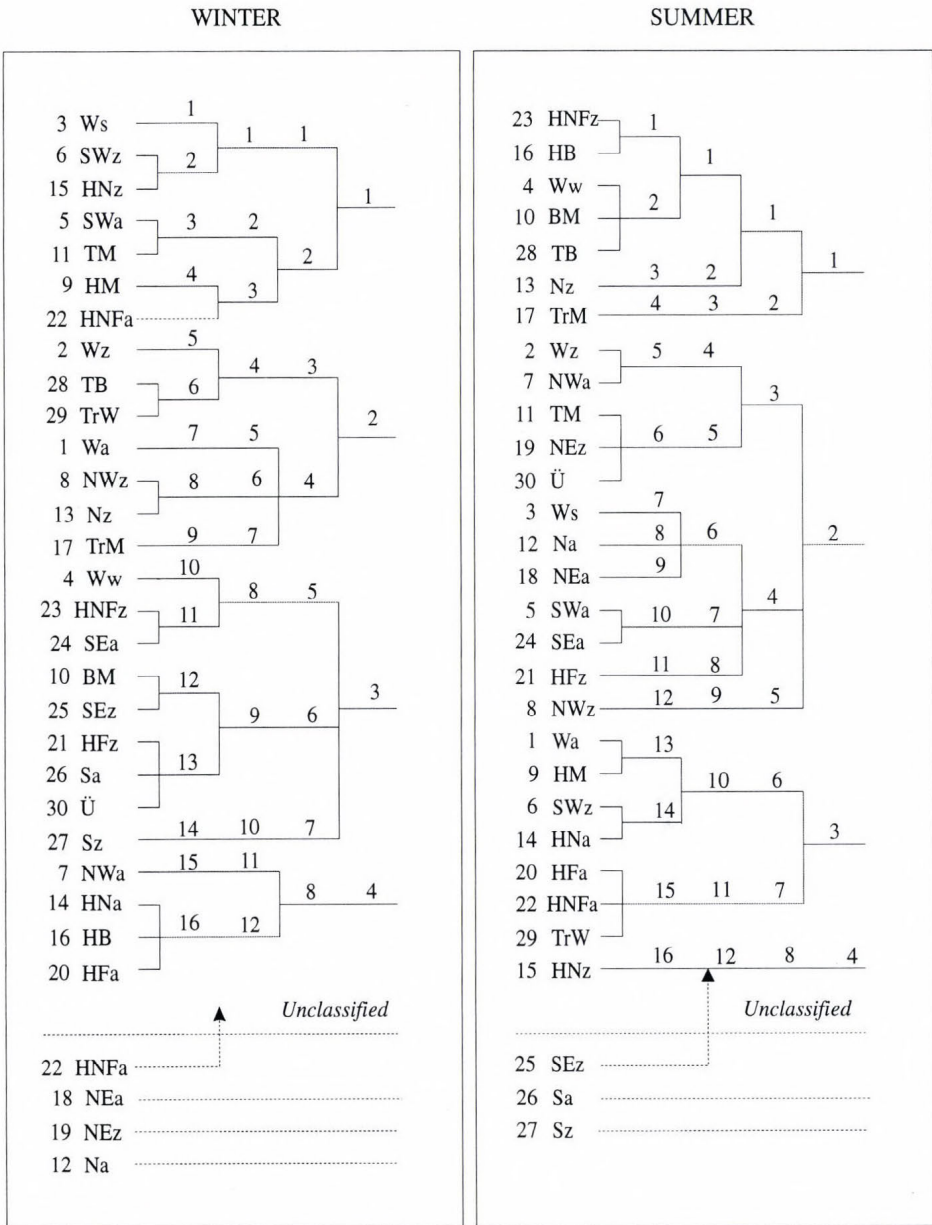 WINTER
1
3 Ws
1 1
6 SWz
2
15 HNz
1
5 SWa
3 2
11 TM
2
9 HM
4
3
22 HNFa
5
2 Wz
4 3
28 TB
6
29 TrW
2
1 Wa
7 5
8 NWz
8 6 4
13 Nz
17 TrM
9 7
4 Ww
10
8 5
23 HNFz
11
24 SEa
10 BM
12
3
25 SEz
9 6
21 HFz
26 Sa
13
30 Ü
27 Sz
14 10 7
7 NWa
15 11
8 4
14 HNa
16 HB
16 12
20 HFa
Unclassified
22 HNFa
18 NEa
19 NEz
12 Na
SUMMER
23 HNFz
1
16 HB
1
4 Ww
10 BM
2
1
28 TB
1
13 Nz
3 2
17 TrM
4 3 2
2 Wz
5 4
7 NWa
3
11 TM
19 NEz
6 5
30 Ü
3 Ws
7
12 Na
8 6
2
18 NEa
9
5 SWa
10 7
4
24 SEa
21 HFz
11 8
8 NWz
12 9 5
1 Wa
13
9 HM
10 6
6 SWz
14
14 HNa
3
20 HFa
22 HNFa
15 11 7
29 TrW
15 HNz
16 12 8 4
Unclassified
25 SEz
26 Sa
27 Sz